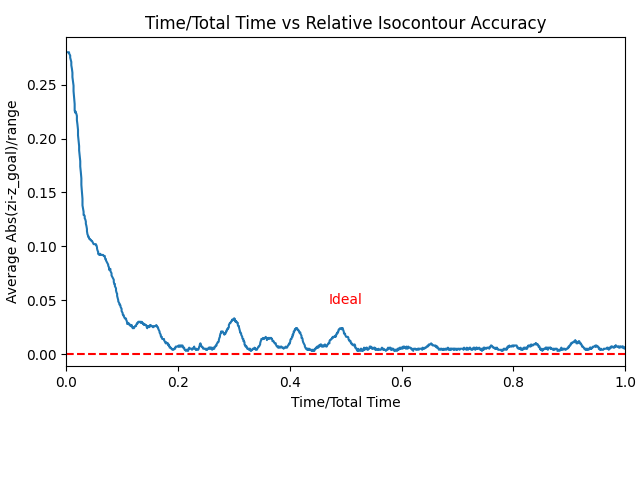 Time/Total Time vs Relative Isocontour Accuracy
Average Abs(zi-z_goal)/range
0.25
0.20
0.15
0.10
0.05
0.00
Ideal
0.0 0.2 0.4 0.6 0.8 1.0
Time/Total Time